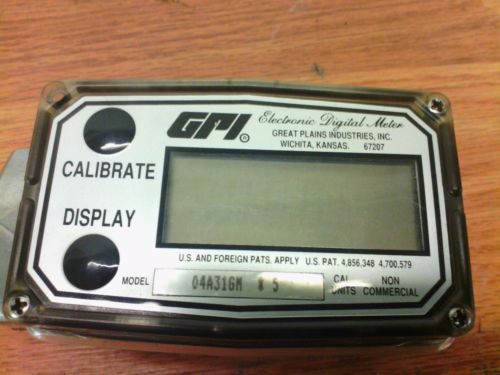 GPI®
Electronic Digital Meter
GREAT PLAINS INDUSTRIES, INC.
WICHITA, KANSAS. 67207
CALIBRATE
DISPLAY
U.S. AND FOREIGN PATS. APPLY U.S. PAT. 4,856,348 4,700,579
MODEL 04A31GM * 5 CAL. NON
UNITS COMMERCIAL